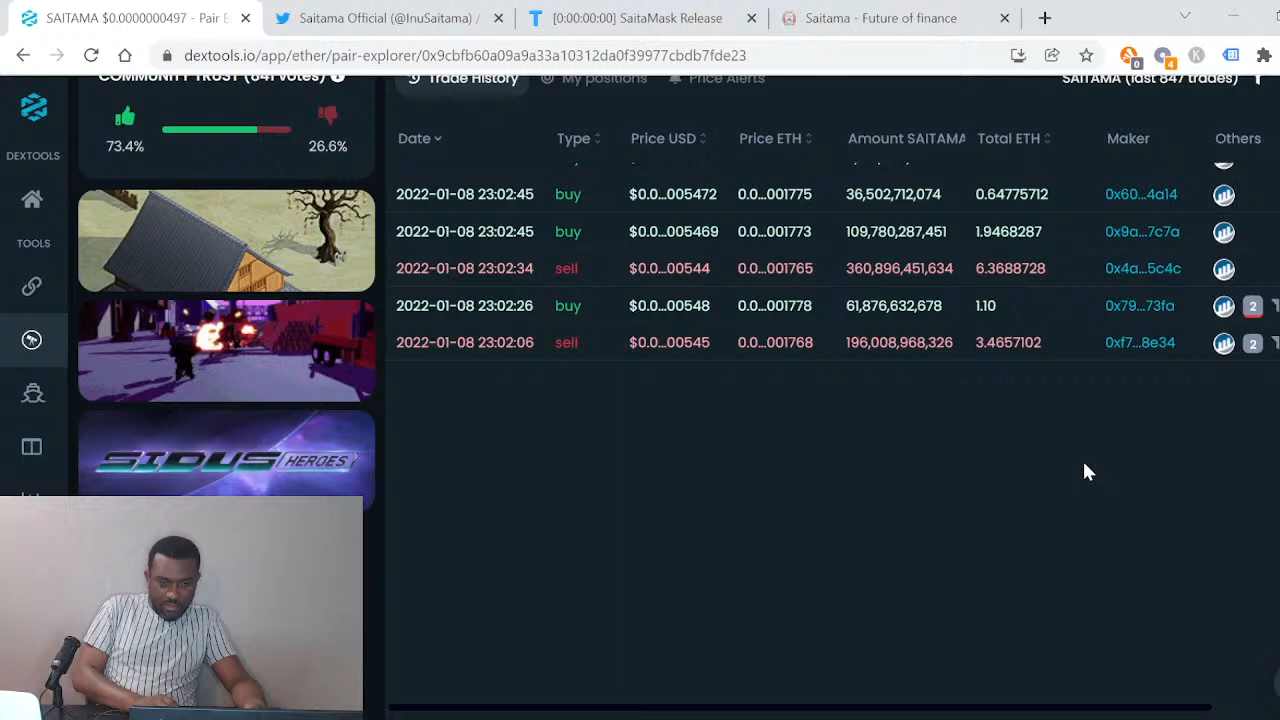 SAITAMA $0.0000000497 - Pair E
Saitama Official (@InuSaitama) /
[0:00:00:00] SaitaMask Release
Saitama - Future of finance
dextools.io/app/ether/pair-explorer/0x9cbfb60a09a9a33a10312da0f39977cbdb7fde23
0
4
K
COMMUNITY TRUST (641 votes)
Trade History
My positions
Price Alerts
SAITAMA (last 847 trades)
73.4%
26.6%
DEXTOOLS
TOOLS
Date
Type
Price USD
Price ETH
Amount SAITAMA
Total ETH
Maker
Others
2022-01-08 23:02:45 buy $0.0...005472 0.0...001775 36,502,712,074 0.64775712 0x60...4a14
2022-01-08 23:02:45 buy $0.0...005469 0.0...001773 109,780,287,451 1.9468287 0x9a...7c7a
2022-01-08 23:02:34 sell $0.0...00544 0.0...001765 360,896,451,634 6.3688728 0x4a...5c4c
2022-01-08 23:02:26 buy $0.0...00548 0.0...001778 61,876,632,678 1.10 0x79...73fa 2
2022-01-08 23:02:06 sell $0.0...00545 0.0...001768 196,008,968,326 3.4657102 0xf7...8e34 2
SIDUS HEROES